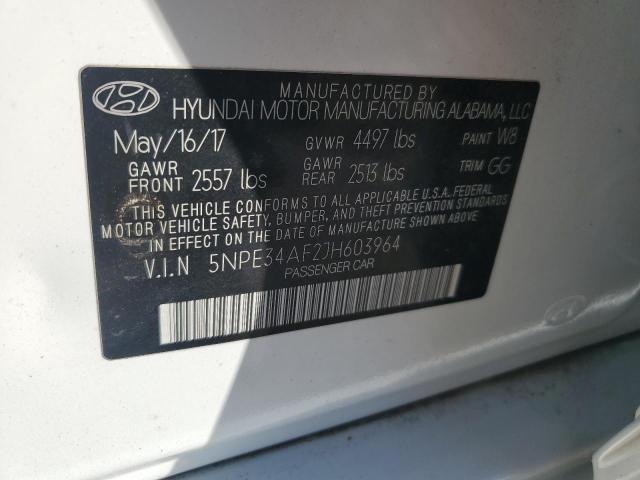 MANUFACTURED BY
HYUNDAI MOTOR MANUFACTURING ALABAMA, LLC
May/16/17 GVWR 4497 lbs PAINT W8
GAWR FRONT 2557 lbs GAWR REAR 2513 lbs TRIM GG
THIS VEHICLE CONFORMS TO ALL APPLICABLE U.S.A. FEDERAL
MOTOR VEHICLE SAFETY, BUMPER, AND THEFT PREVENTION STANDARDS
IN EFFECT ON THE DATE OF MANUFACTURE SHOWN ABOVE.
V.I.N 5NPE34AF2JH603964
PASSENGER CAR